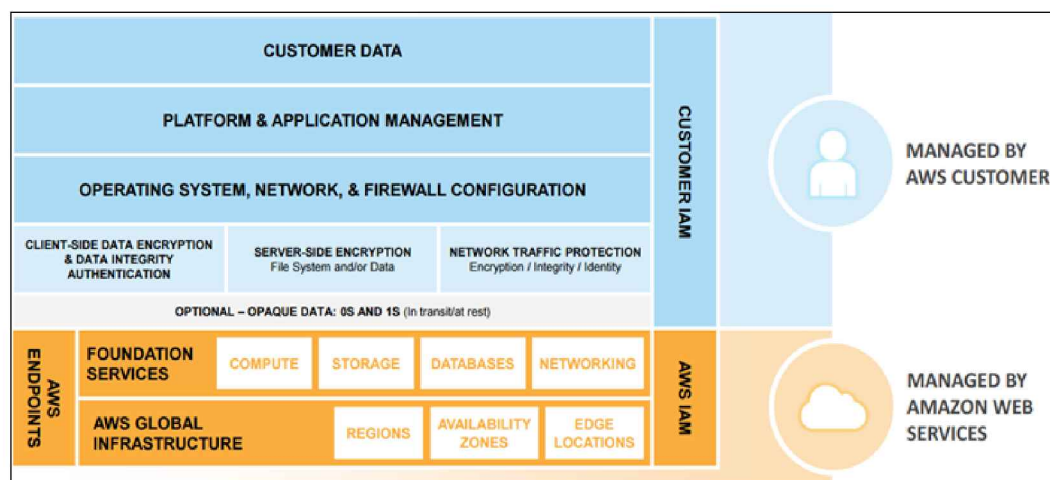 CUSTOMER DATA
PLATFORM & APPLICATION MANAGEMENT
OPERATING SYSTEM, NETWORK, & FIREWALL CONFIGURATION
CLIENT-SIDE DATA ENCRYPTION
& DATA INTEGRITY
AUTHENTICATION
SERVER-SIDE ENCRYPTION
File System and/or Data
NETWORK TRAFFIC PROTECTION
Encryption / Integrity / Identity
OPTIONAL – OPAQUE DATA: 0S AND 1S (In transit/at rest)
CUSTOMER IAM
MANAGED BY
AWS CUSTOMER
AWS
ENDPOINTS
FOUNDATION
SERVICES
COMPUTE
STORAGE
DATABASES
NETWORKING
AWS GLOBAL
INFRASTRUCTURE
REGIONS
AVAILABILITY
ZONES
EDGE
LOCATIONS
AWS IAM
MANAGED BY
AMAZON WEB
SERVICES